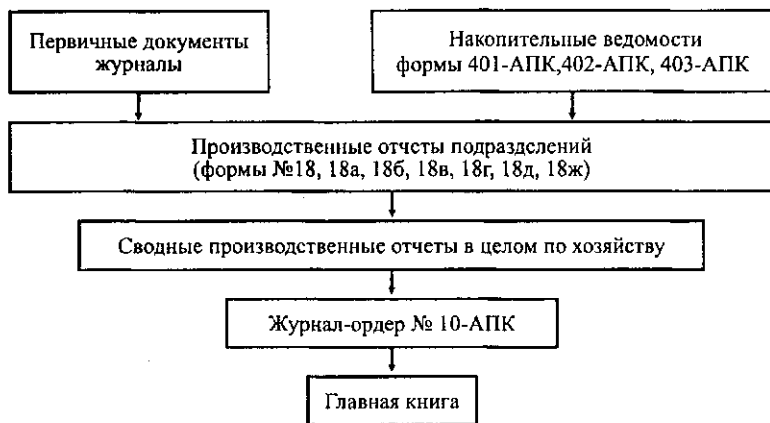 Первичные документы
журналы
Накопительные ведомости
формы 401-АПК,402-АПК, 403-АПК
Производственные отчеты подразделений
(формы №18, 18а, 18б, 18в, 18г, 18д, 18ж)
Сводные производственные отчеты в целом по хозяйству
Журнал-ордер № 10-АПК
Главная книга